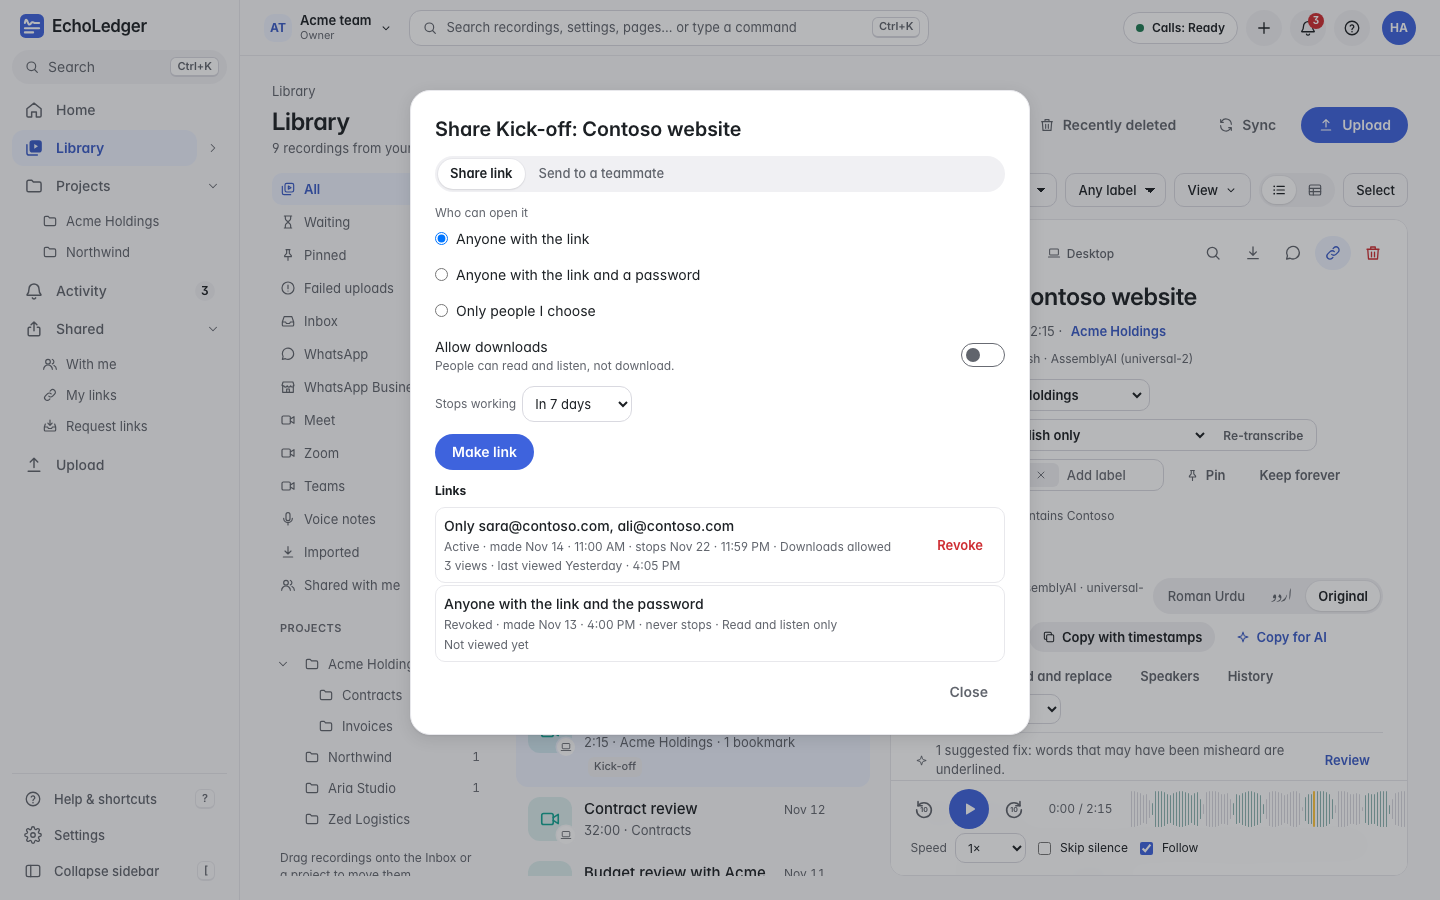 EchoLedger
Search Ctrl+K
Home
Library
Projects
Acme Holdings
Northwind
Activity 3
Shared
With me
My links
Request links
Upload
Help & shortcuts ?
Settings
Collapse sidebar [
AT Acme team
Owner
Search recordings, settings, pages... or type a command Ctrl+K
Calls: Ready
3
HA
Library
Library
9 recordings from your
Recently deleted
Sync
Upload
All
Waiting
Pinned
Failed uploads
Inbox
WhatsApp
WhatsApp Busine
Meet
Zoom
Teams
Voice notes
Imported
Shared with me
PROJECTS
Acme Holding
Contracts
Invoices
Northwind 1
Aria Studio 1
Zed Logistics
Drag recordings onto the Inbox or
a project to move them
Any label
View
Select
Share Kick-off: Contoso website
Share link
Send to a teammate
Who can open it
Anyone with the link
Anyone with the link and a password
Only people I choose
Allow downloads
People can read and listen, not download.
Stops working In 7 days
Make link
Links
Only sara@contoso.com, ali@contoso.com
Active · made Nov 14 · 11:00 AM · stops Nov 22 · 11:59 PM · Downloads allowed
3 views · last viewed Yesterday · 4:05 PM
Revoke
Anyone with the link and the password
Revoked · made Nov 13 · 4:00 PM · never stops · Read and listen only
Not viewed yet
Close
2:15 · Acme Holdings · 1 bookmark
Kick-off
Contract review Nov 12
32:00 · Contracts
Budget review with Acme Nov 11
Desktop
ontoso website
2:15 · Acme Holdings
sh · AssemblyAI (universal-2)
oldings
lish only
Re-transcribe
× Add label
Pin
Keep forever
ntains Contoso
emblyAI · universal-
Roman Urdu
اردو
Original
Copy with timestamps
Copy for AI
d and replace
Speakers
History
1 suggested fix: words that may have been misheard are
underlined.
Review
10
10
0:00 / 2:15
Speed 1×
Skip silence
Follow